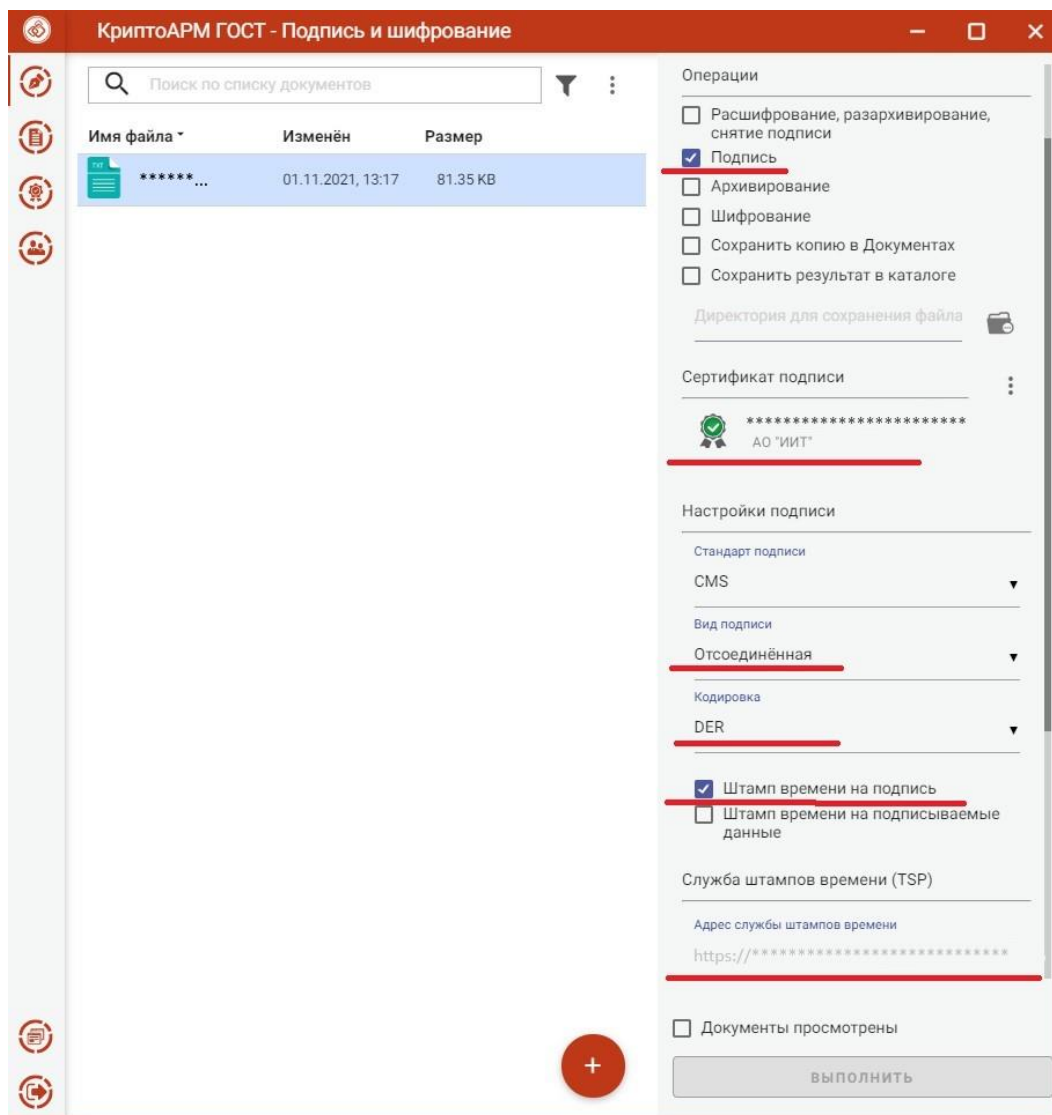 КриптоАРМ ГОСТ - Подпись и шифрование
Поиск по списку документов
Имя файла Изменён Размер
TXT ******... 01.11.2021, 13:17 81.35 KB
Операции
Расшифрование, разархивирование,
снятие подписи
Подпись
Архивирование
Шифрование
Сохранить копию в Документах
Сохранить результат в каталоге
Директория для сохранения файла
Сертификат подписи
************************
АО "ИИТ"
Настройки подписи
Стандарт подписи
CMS
Вид подписи
Отсоединённая
Кодировка
DER
Штамп времени на подпись
Штамп времени на подписываемые
данные
Служба штампов времени (TSP)
Адрес службы штампов времени
https://****************************
Документы просмотрены
ВЫПОЛНИТЬ